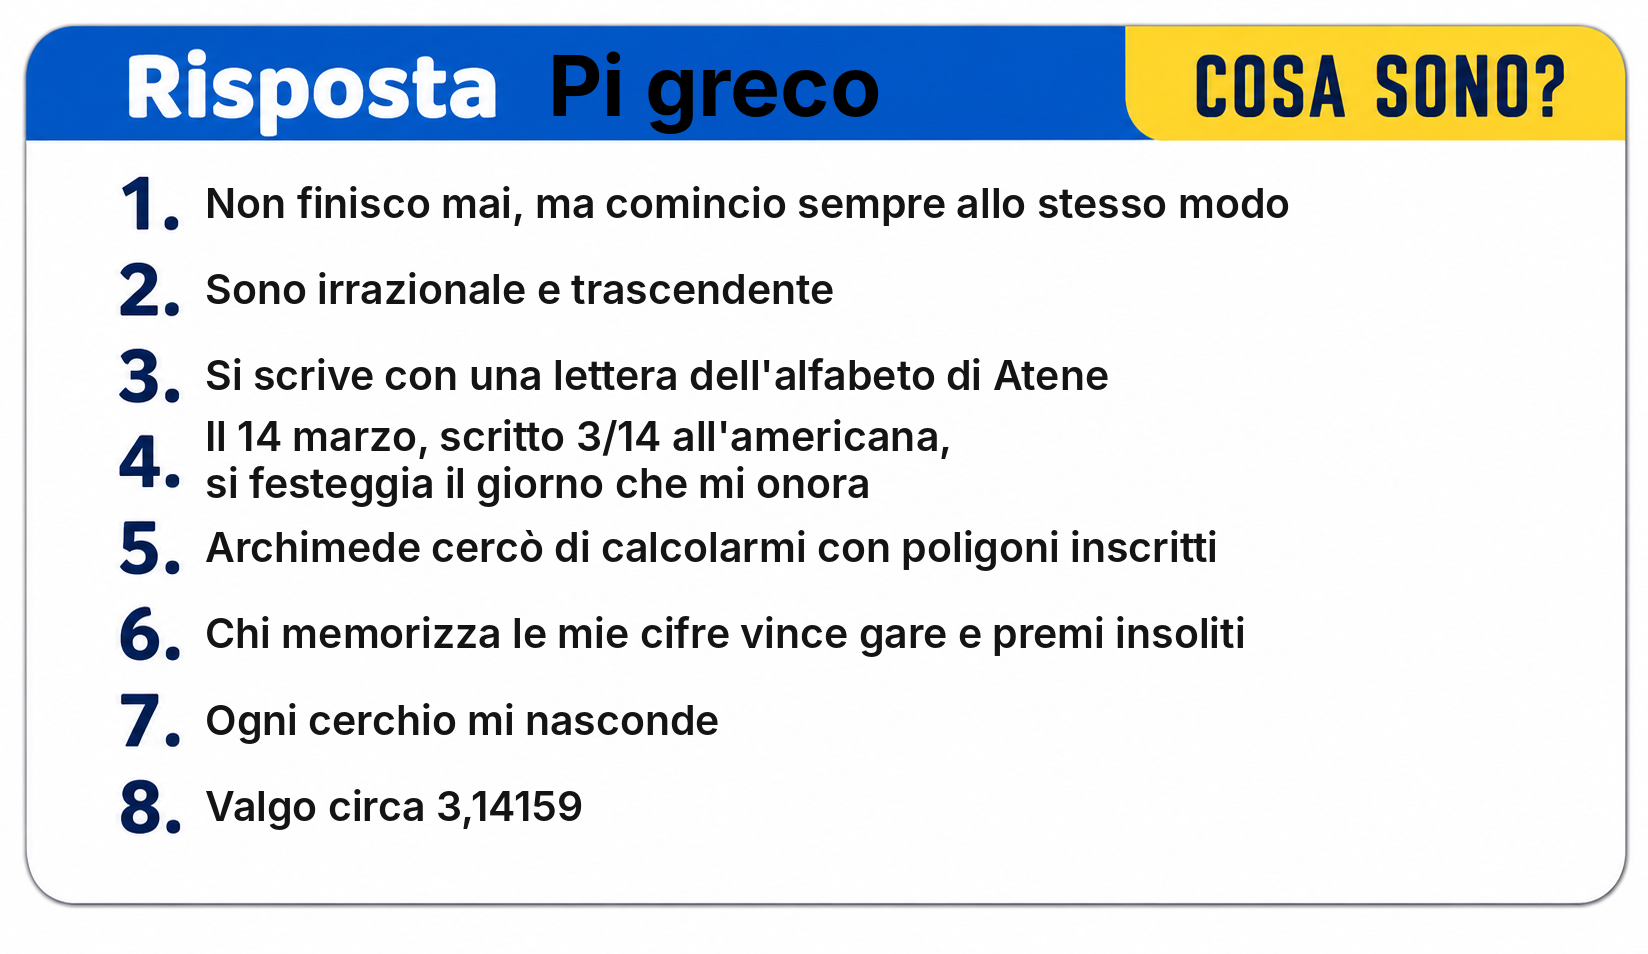 Risposta Pi greco COSA SONO?
1. Non finisco mai, ma comincio sempre allo stesso modo
2. Sono irrazionale e trascendente
3. Si scrive con una lettera dell'alfabeto di Atene
4. Il 14 marzo, scritto 3/14 all'americana,
si festeggia il giorno che mi onora
5. Archimede cercò di calcolarmi con poligoni inscritti
6. Chi memorizza le mie cifre vince gare e premi insoliti
7. Ogni cerchio mi nasconde
8. Valgo circa 3,14159